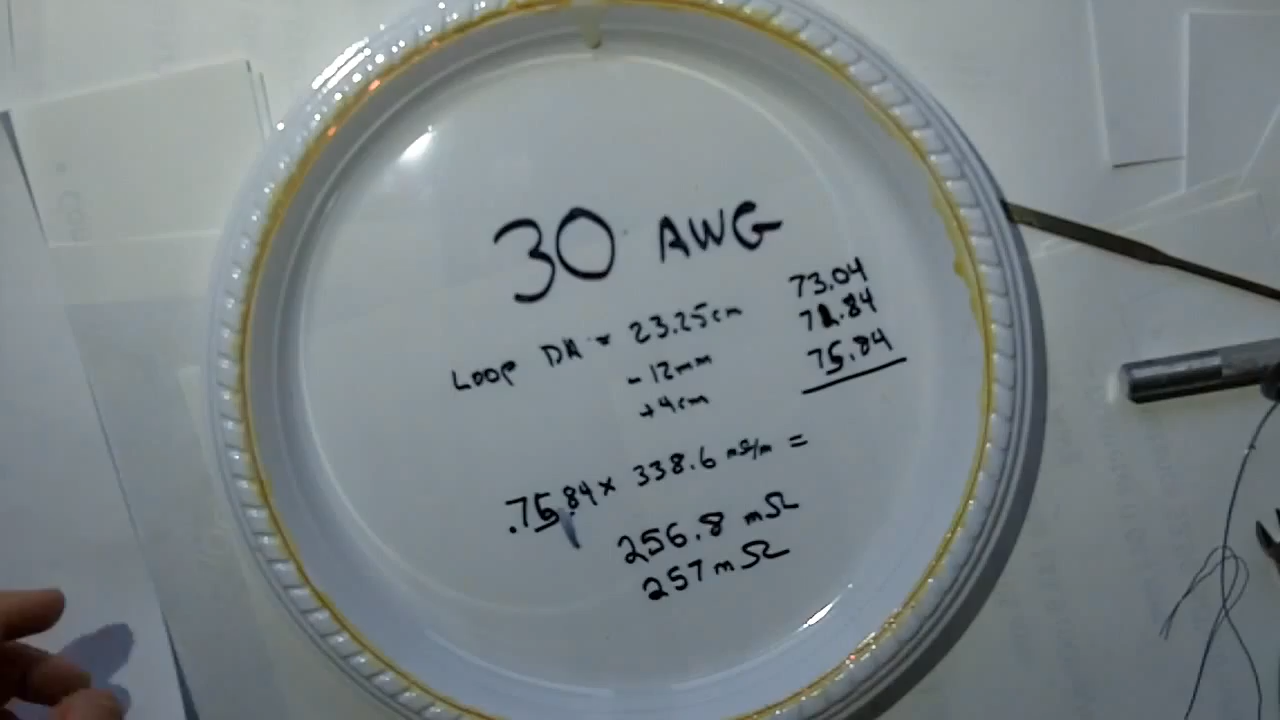 30 AWG
LOOP DIA = 23.25cm
- 12mm
+4cm
73.04
71.84
75.84
.7584 x 338.6 mΩ/m =
256.8 mΩ
257 mΩ